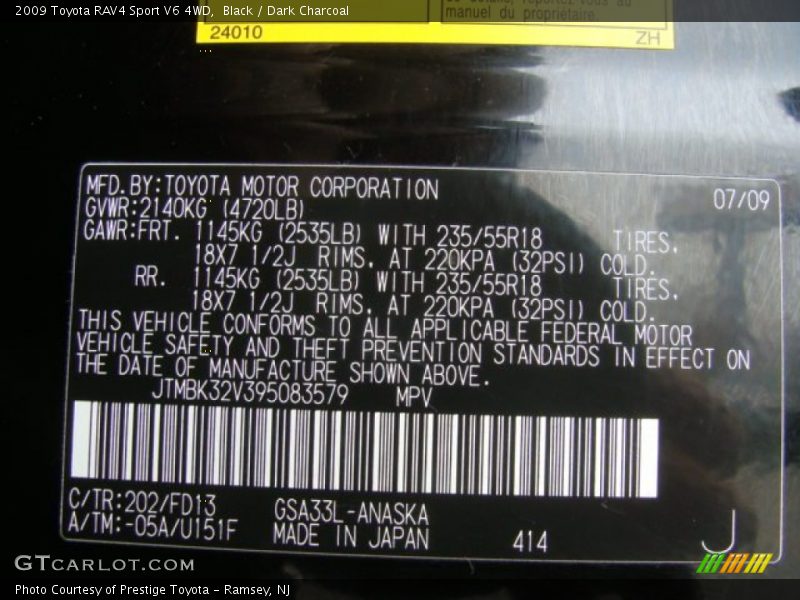 2009 Toyota RAV4 Sport V6 4WD, Black / Dark Charcoal
manuel du propriétaire.
24010 ZH
MFD.BY:TOYOTA MOTOR CORPORATION 07/09
GVWR:2140KG (4720LB)
GAWR:FRT. 1145KG (2535LB) WITH 235/55R18 TIRES,
18X7 1/2J RIMS, AT 220KPA (32PSI) COLD.
RR. 1145KG (2535LB) WITH 235/55R18 TIRES,
18X7 1/2J RIMS, AT 220KPA (32PSI) COLD.
THIS VEHICLE CONFORMS TO ALL APPLICABLE FEDERAL MOTOR
VEHICLE SAFETY AND THEFT PREVENTION STANDARDS IN EFFECT ON
THE DATE OF MANUFACTURE SHOWN ABOVE.
JTMBK32V395083579 MPV
C/TR:202/FD13 GSA33L-ANASKA
A/TM:-05A/U151F MADE IN JAPAN 414 J
GTCARLOT.COM
Photo Courtesy of Prestige Toyota - Ramsey, NJ